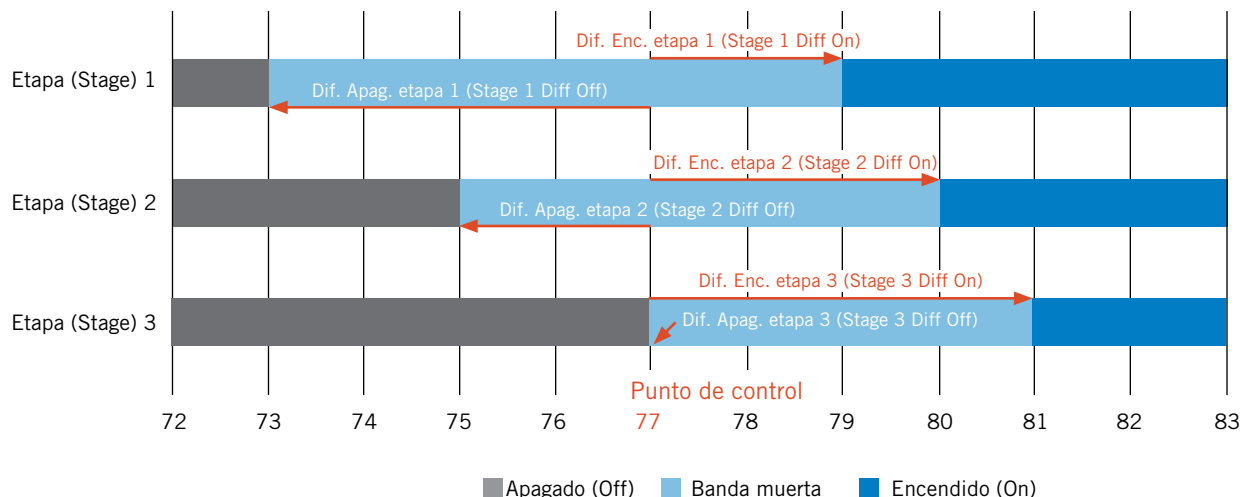 Dif. Enc. etapa 1 (Stage 1 Diff On)
Etapa (Stage) 1
Dif. Apag. etapa 1 (Stage 1 Diff Off)
Dif. Enc. etapa 2 (Stage 2 Diff On)
Etapa (Stage) 2
Dif. Apag. etapa 2 (Stage 2 Diff Off)
Dif. Enc. etapa 3 (Stage 3 Diff On)
Etapa (Stage) 3
Dif. Apag. etapa 3 (Stage 3 Diff Off)
Punto de control
72 73 74 75 76 77 78 79 80 81 82 83
Apagado (Off) Banda muerta Encendido (On)